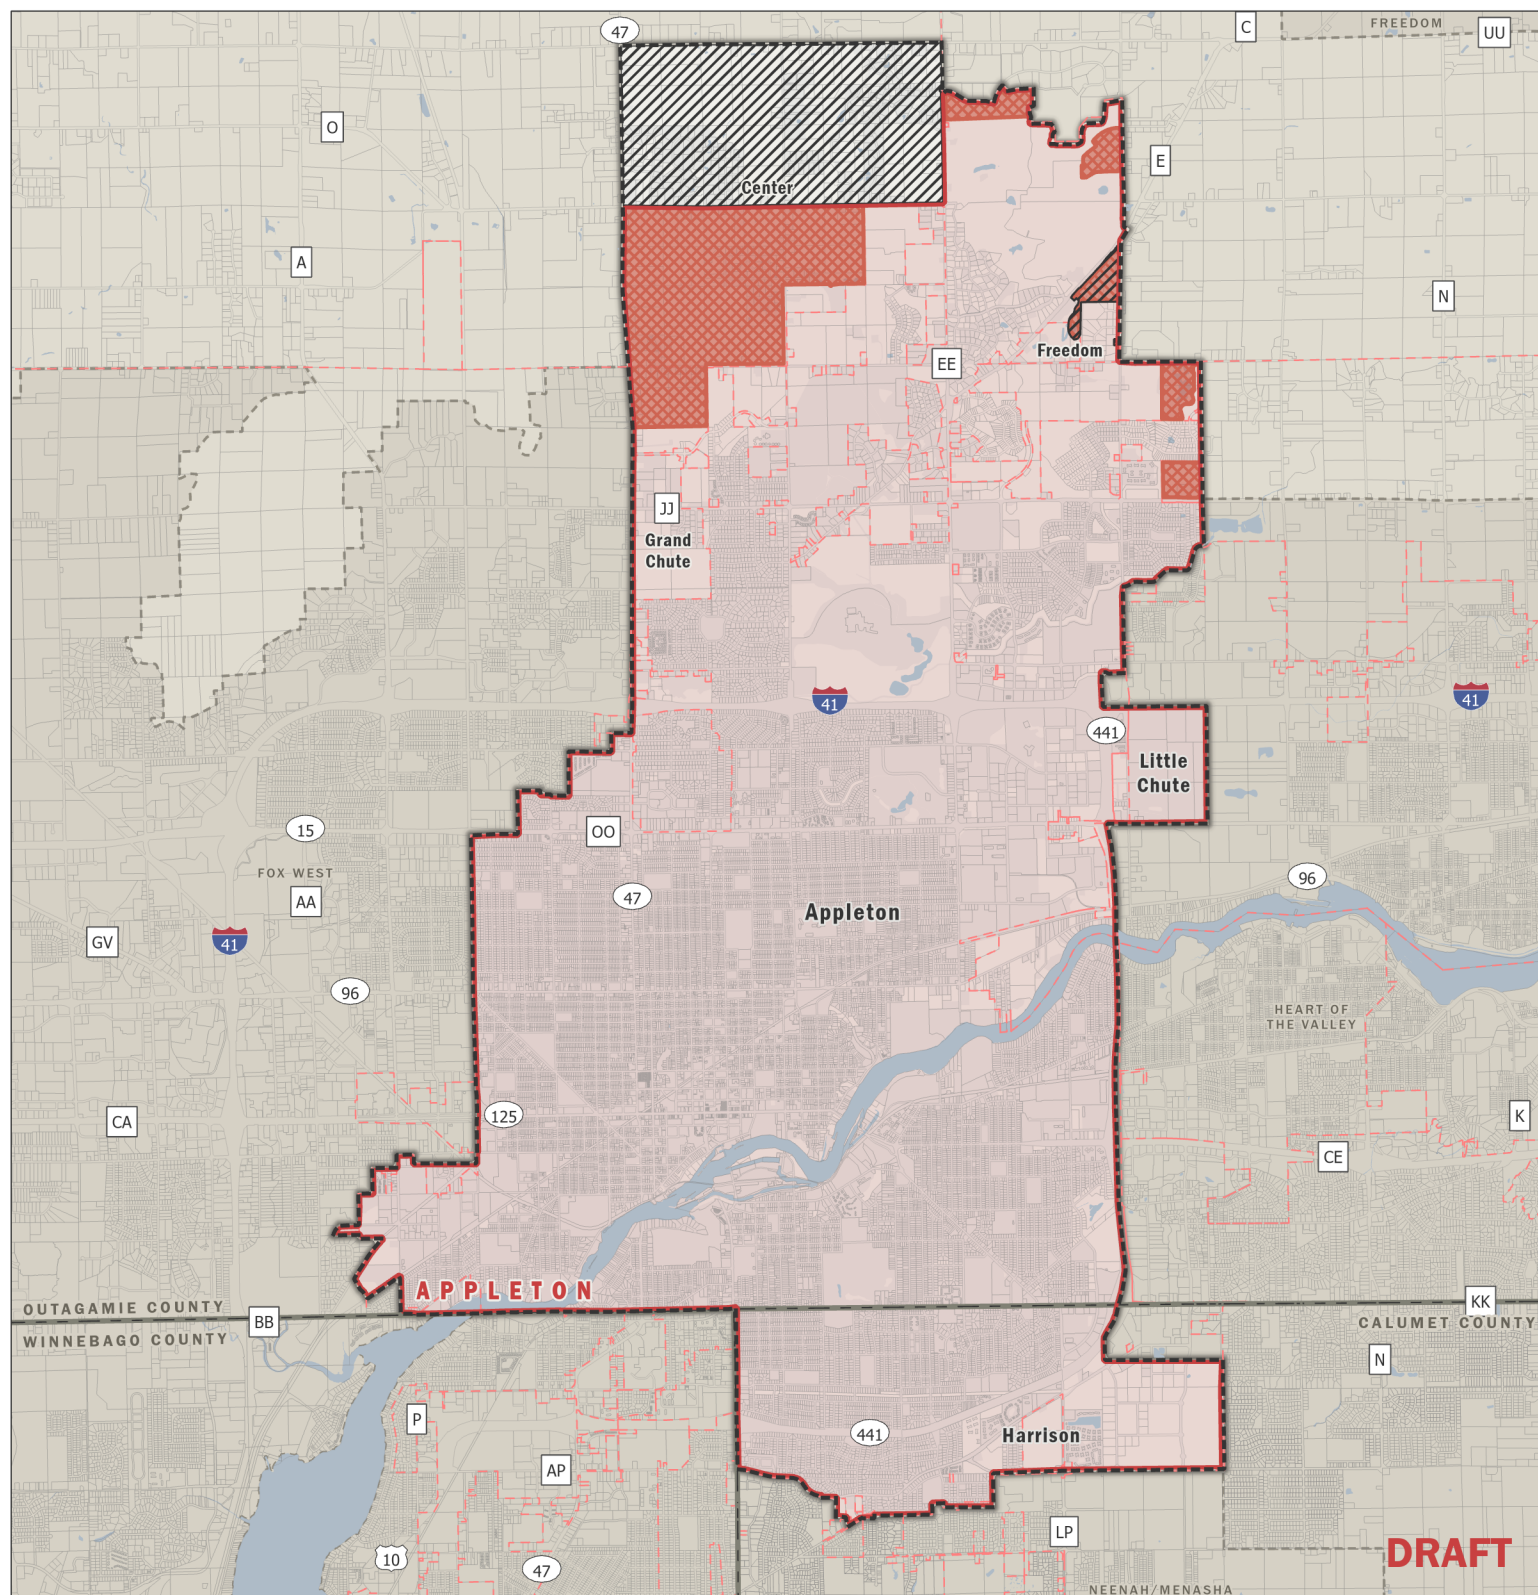 47
C
FREEDOM
UU
O
E
Center
A
N
Freedom
EE
JJ
Grand
Chute
41
41
441
Little
Chute
OO
15
FOX WEST
AA
47
96
Appleton
GV
41
96
HEART OF
THE VALLEY
125
CA
K
CE
APPLETON
OUTAGAMIE COUNTY
BB
WINNEBAGO COUNTY
KK
CALUMET COUNTY
N
P
441
Harrison
AP
LP
DRAFT
10
47
NEENAH/MENASHA